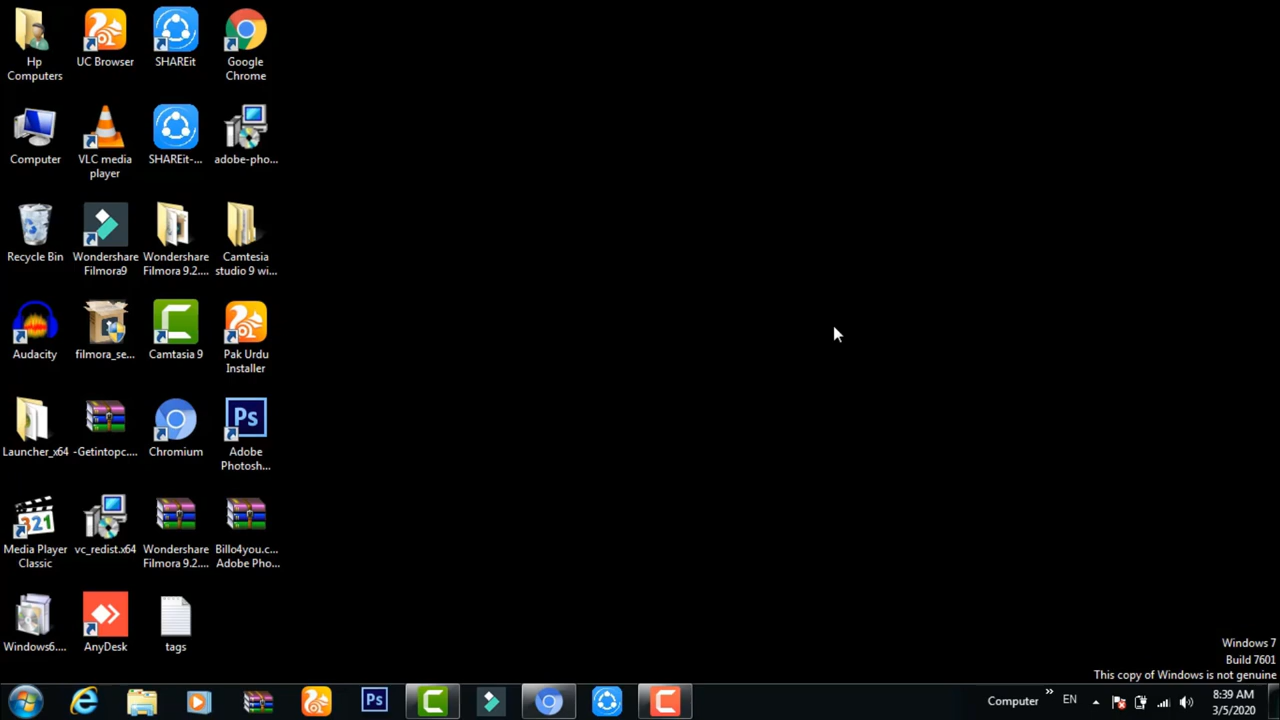 Hp
Computers
UC Browser
SHAREit
Google
Chrome
Computer
VLC media
player
SHAREit-...
adobe-pho...
Recycle Bin
Wondershare
Filmora9
Wondershare
Filmora 9.2....
Camtesia
studio 9 wi...
Audacity
filmora_se...
Camtasia 9
Pak Urdu
Installer
Launcher_x64
-Getintopc....
Chromium
Ps
Adobe
Photosh...
321
Media Player
Classic
vc_redist.x64
Wondershare
Filmora 9.2....
Billo4you.c...
Adobe Pho...
Windows6....
AnyDesk
tags
Windows 7
Build 7601
This copy of Windows is not genuine
Ps
Computer
»
EN
8:39 AM
3/5/2020